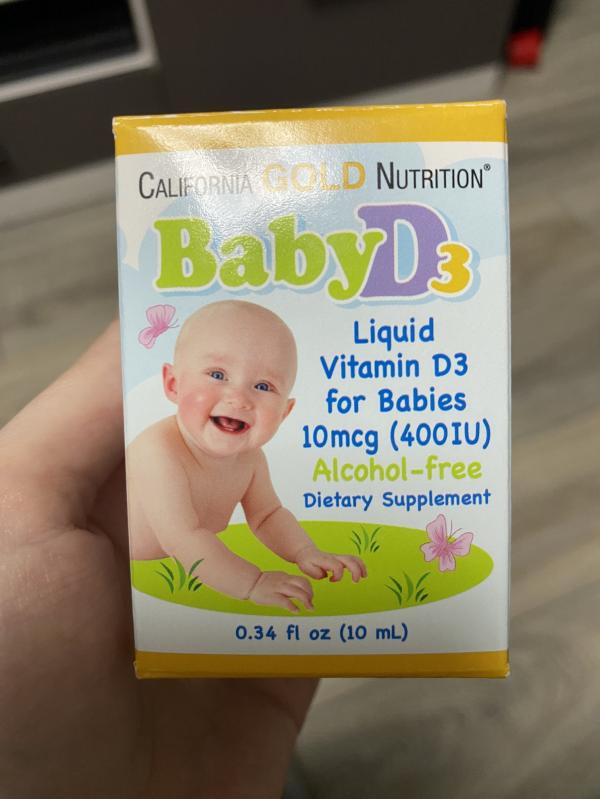 CALIFORNIA GOLD NUTRITION®
BabyD3
Liquid
Vitamin D3
for Babies
10mcg (400IU)
Alcohol-free
Dietary Supplement
0.34 fl oz (10 mL)